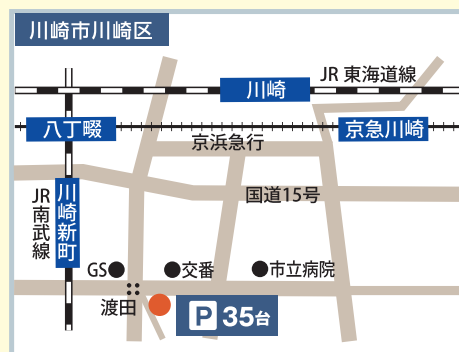 川崎市川崎区
JR 東海道線
川崎
八丁畷
京急川崎
京浜急行
川崎新町
JR南武線
国道15号
GS
交番
市立病院
渡田
P 35台